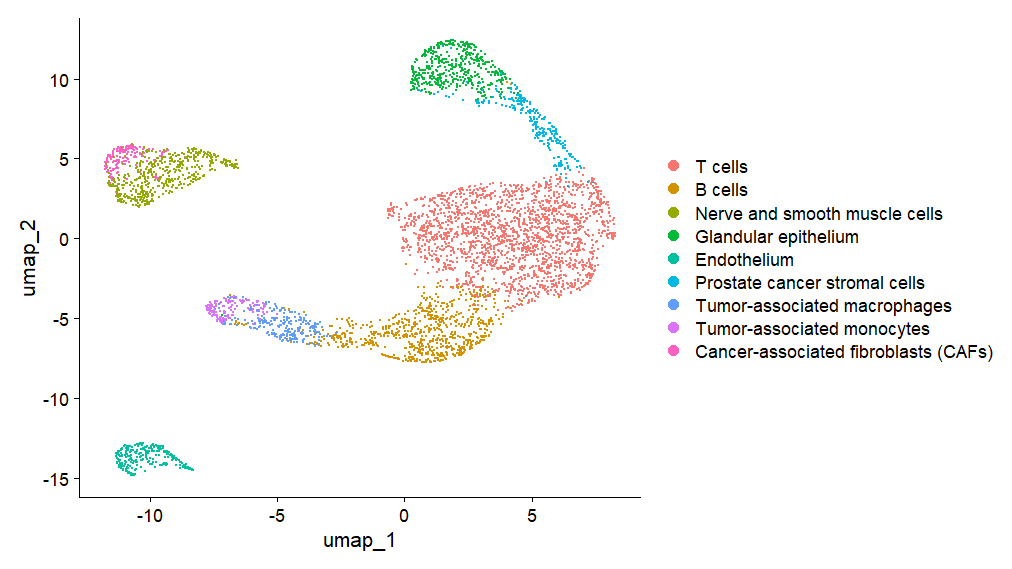 10
5
0
-5
-10
-15
umap_2
-10
-5
0
5
umap_1
T cells
B cells
Nerve and smooth muscle cells
Glandular epithelium
Endothelium
Prostate cancer stromal cells
Tumor-associated macrophages
Tumor-associated monocytes
Cancer-associated fibroblasts (CAFs)